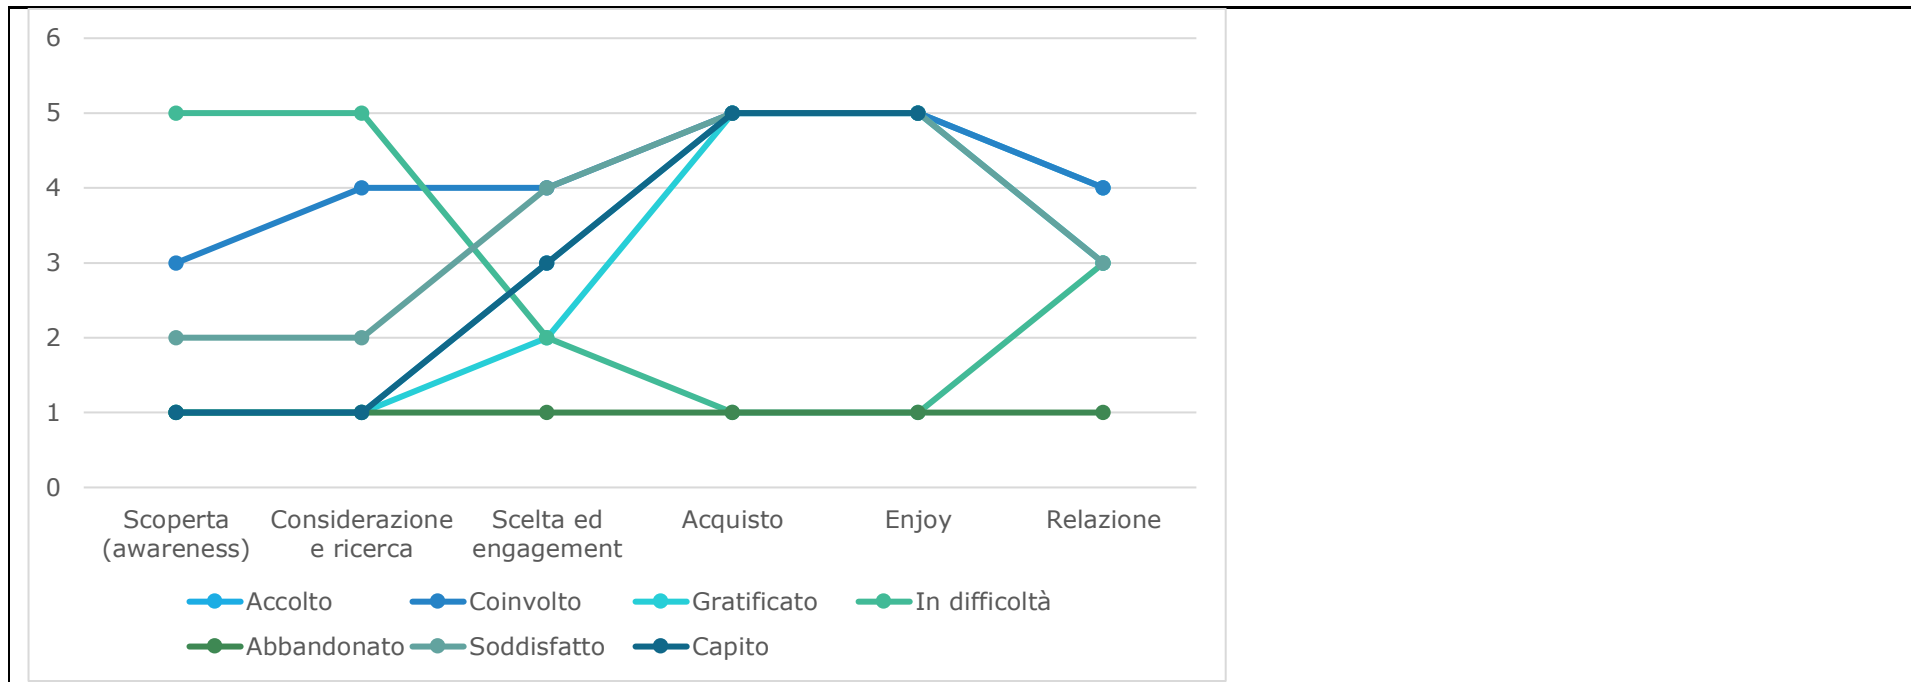 6
5
4
3
2
1
0
Scoperta
(awareness)
Considerazione
e ricerca
Scelta ed
engagement
Acquisto
Enjoy
Relazione
Accolto
Coinvolto
Gratificato
In difficoltà
Abbandonato
Soddisfatto
Capito